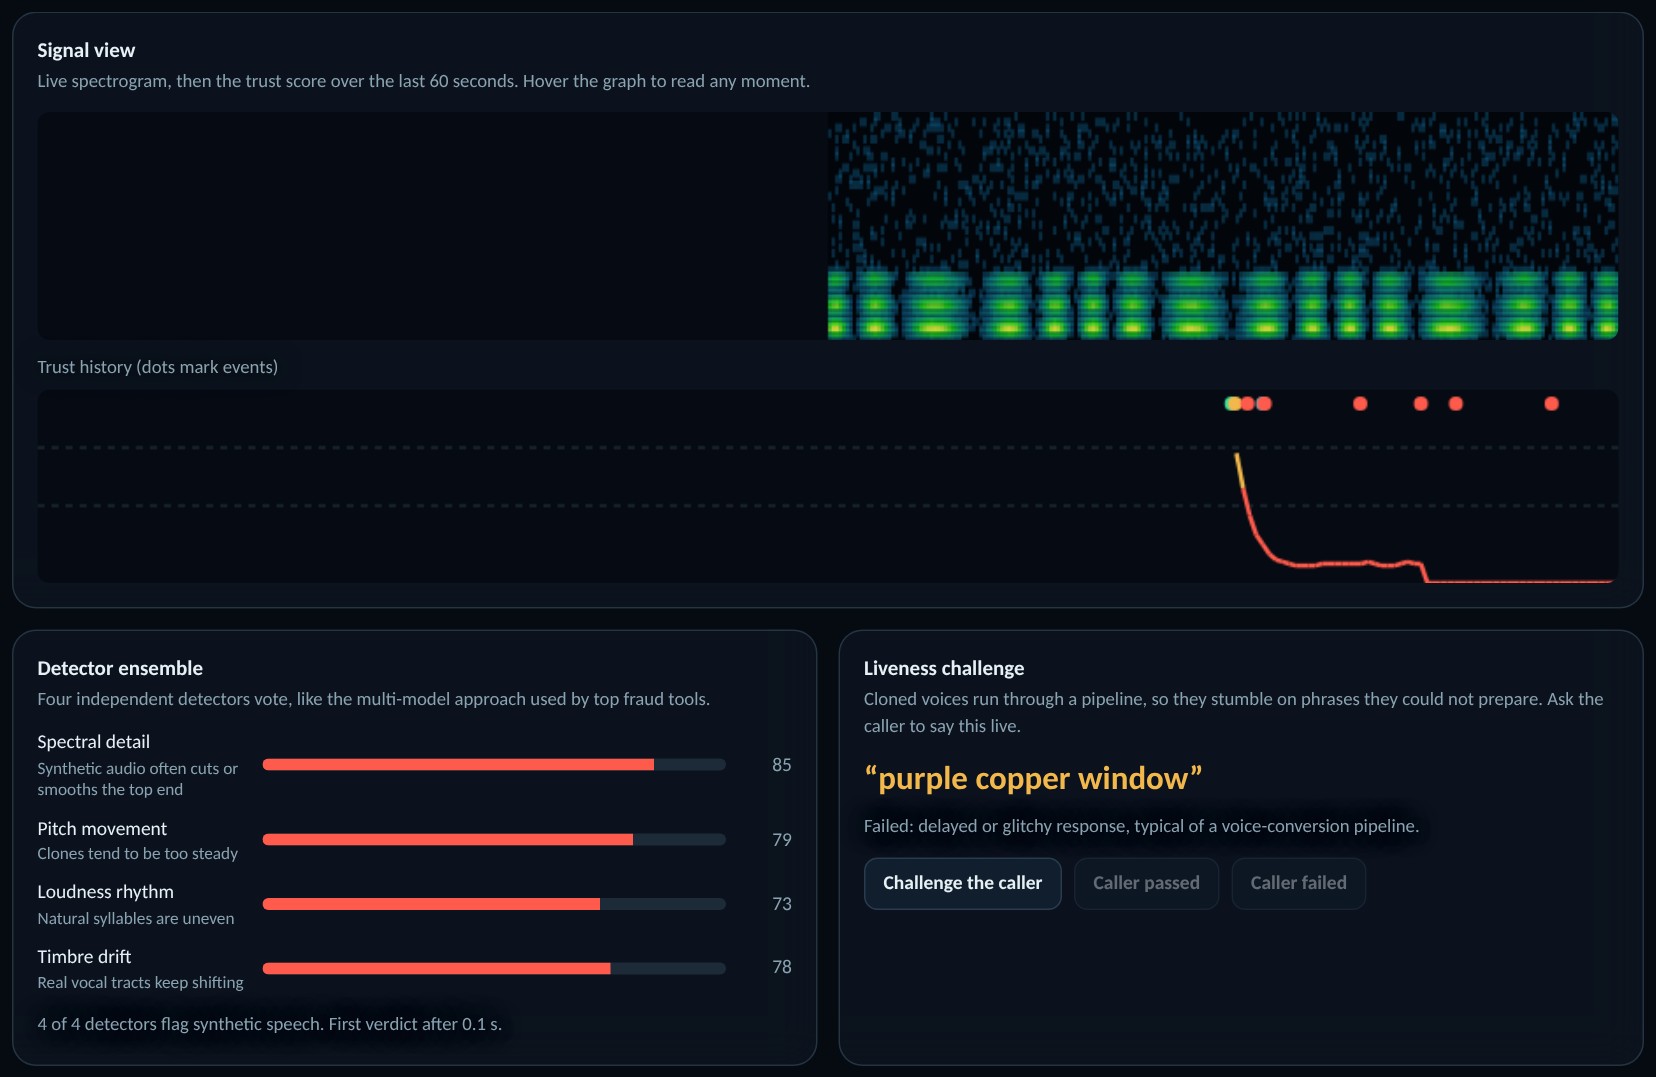 Signal view
Live spectrogram, then the trust score over the last 60 seconds. Hover the graph to read any moment.
Trust history (dots mark events)
Detector ensemble
Four independent detectors vote, like the multi-model approach used by top fraud tools.
Spectral detail
Synthetic audio often cuts or
smooths the top end
85
Pitch movement
Clones tend to be too steady
79
Loudness rhythm
Natural syllables are uneven
73
Timbre drift
Real vocal tracts keep shifting
78
4 of 4 detectors flag synthetic speech. First verdict after 0.1 s.
Liveness challenge
Cloned voices run through a pipeline, so they stumble on phrases they could not prepare. Ask the
caller to say this live.
“purple copper window”
Failed: delayed or glitchy response, typical of a voice-conversion pipeline.
Challenge the caller
Caller passed
Caller failed